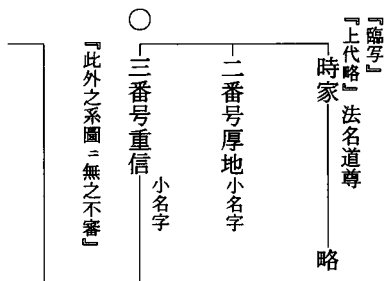 『臨写』
『上代略』法名道尊
時家
略
二番号厚地
小名字
○
三番号重信
小名字
『此外之系圖ニ無之不審』